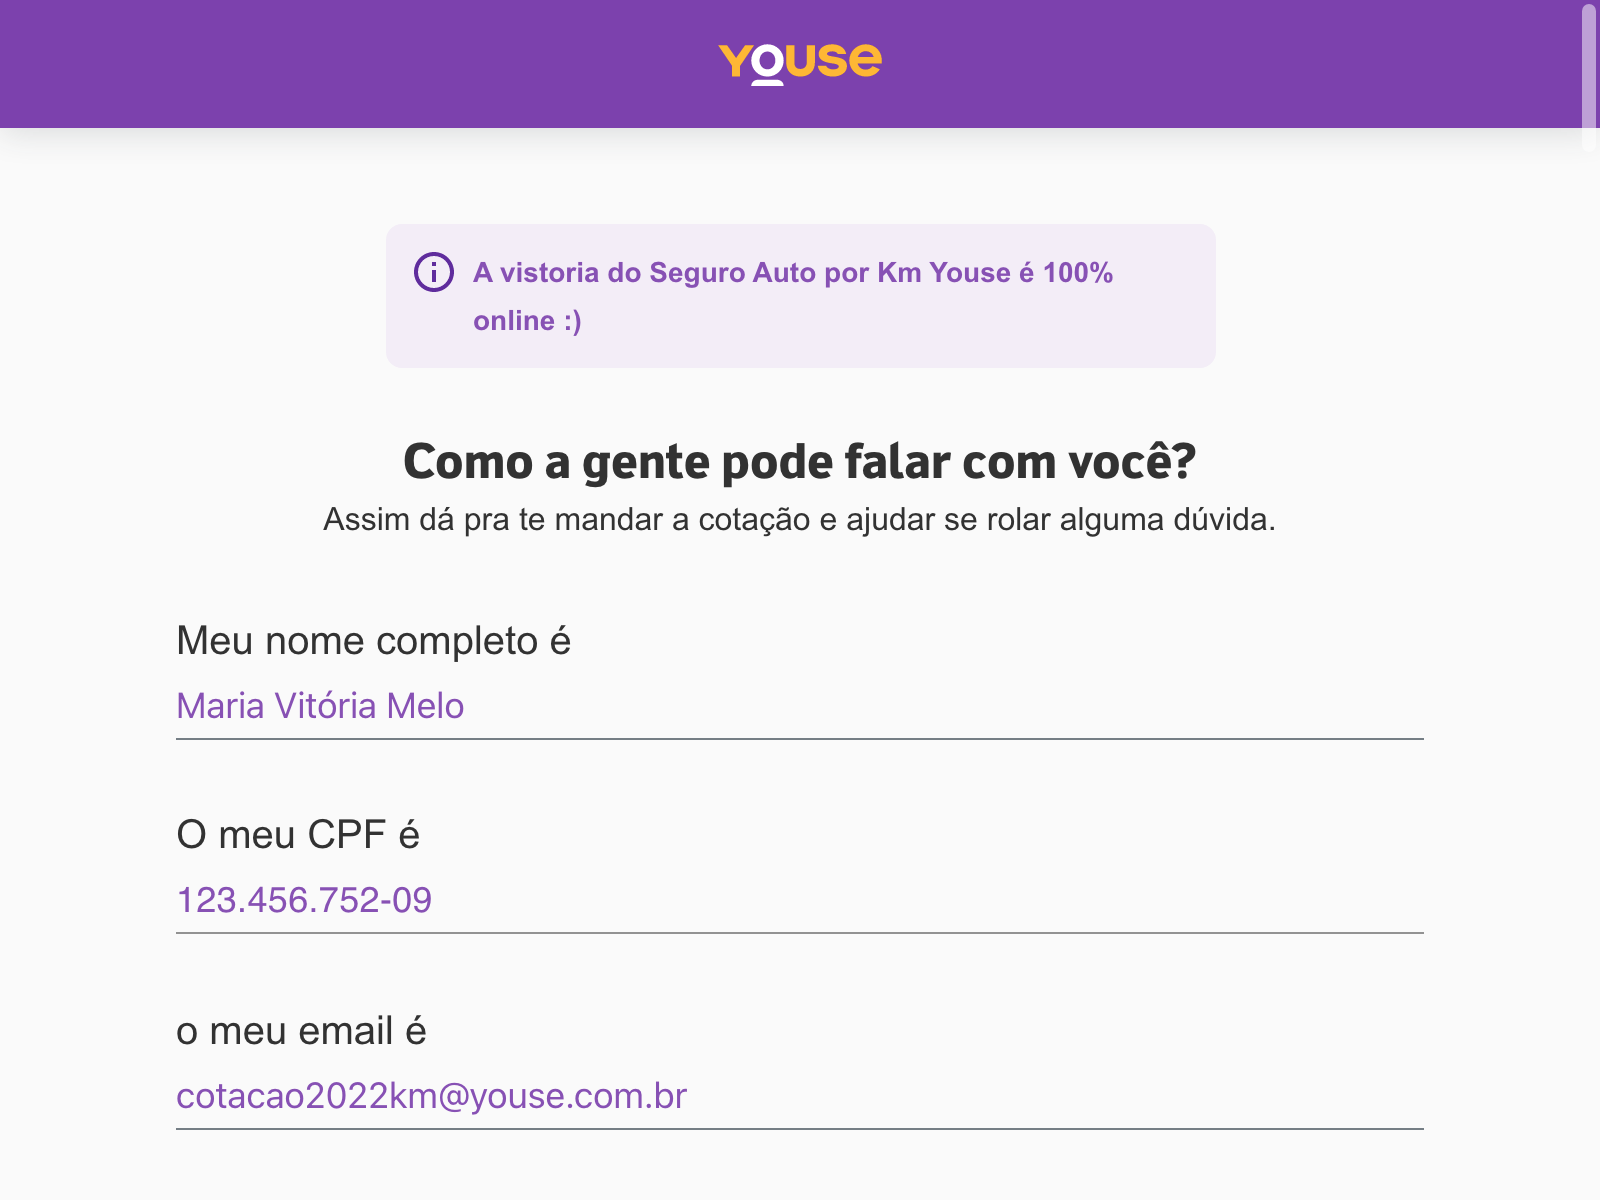 Youse
A vistoria do Seguro Auto por Km Youse é 100%
online :)
Como a gente pode falar com você?
Assim dá pra te mandar a cotação e ajudar se rolar alguma dúvida.
Meu nome completo é
Maria Vitória Melo
O meu CPF é
123.456.752-09
o meu email é
cotacao2022km@youse.com.br